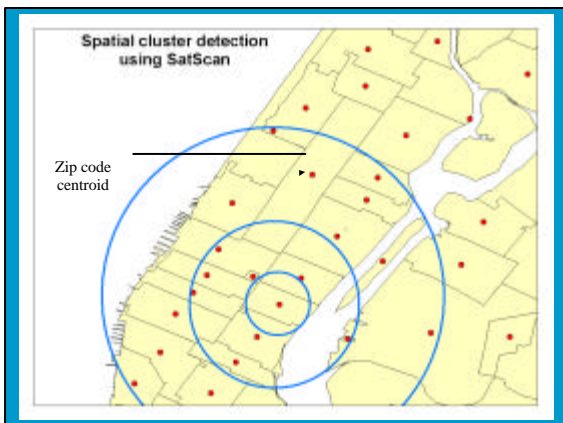 Spatial cluster detection
using SatScan
Zip code
centroid